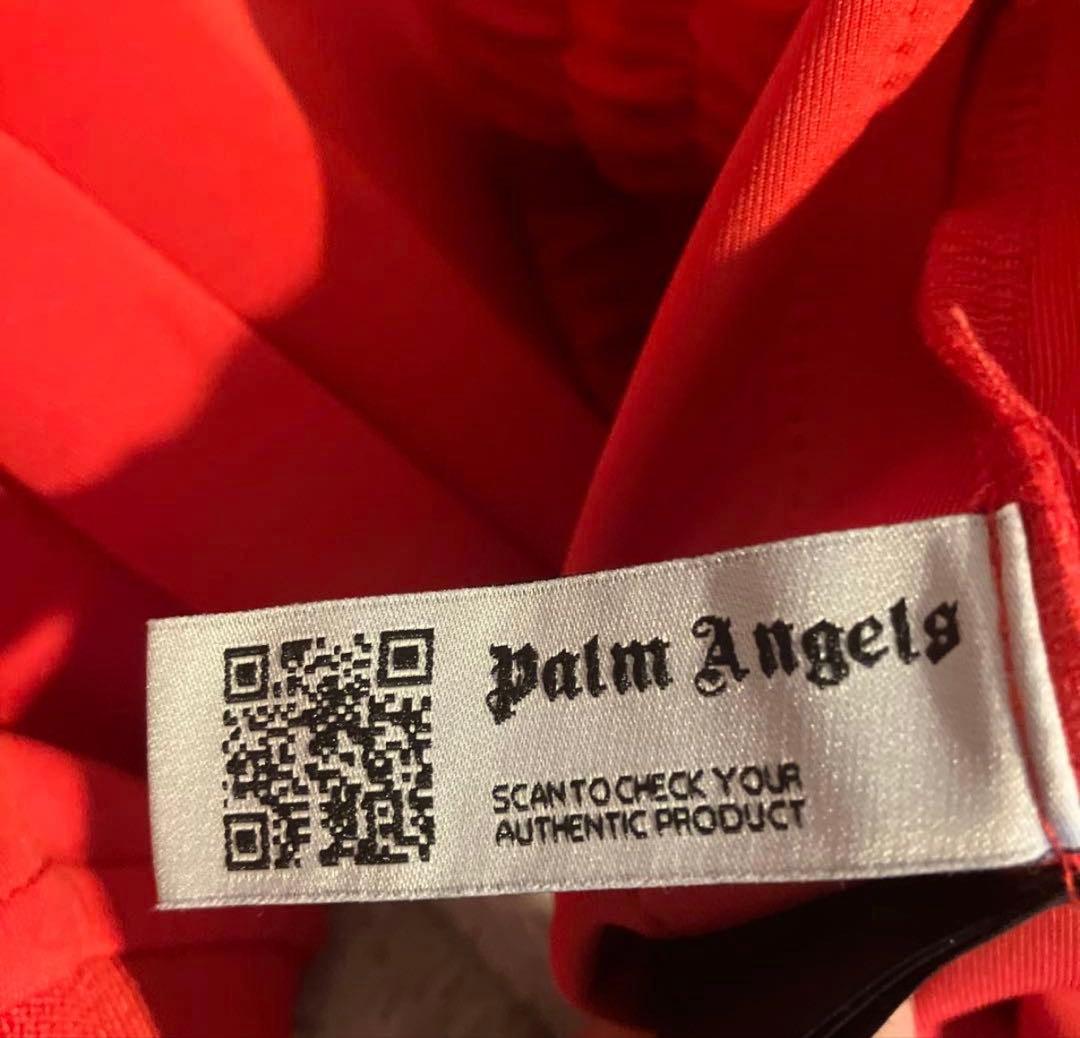 Palm Angels
SCAN TO CHECK YOUR
AUTHENTIC PRODUCT